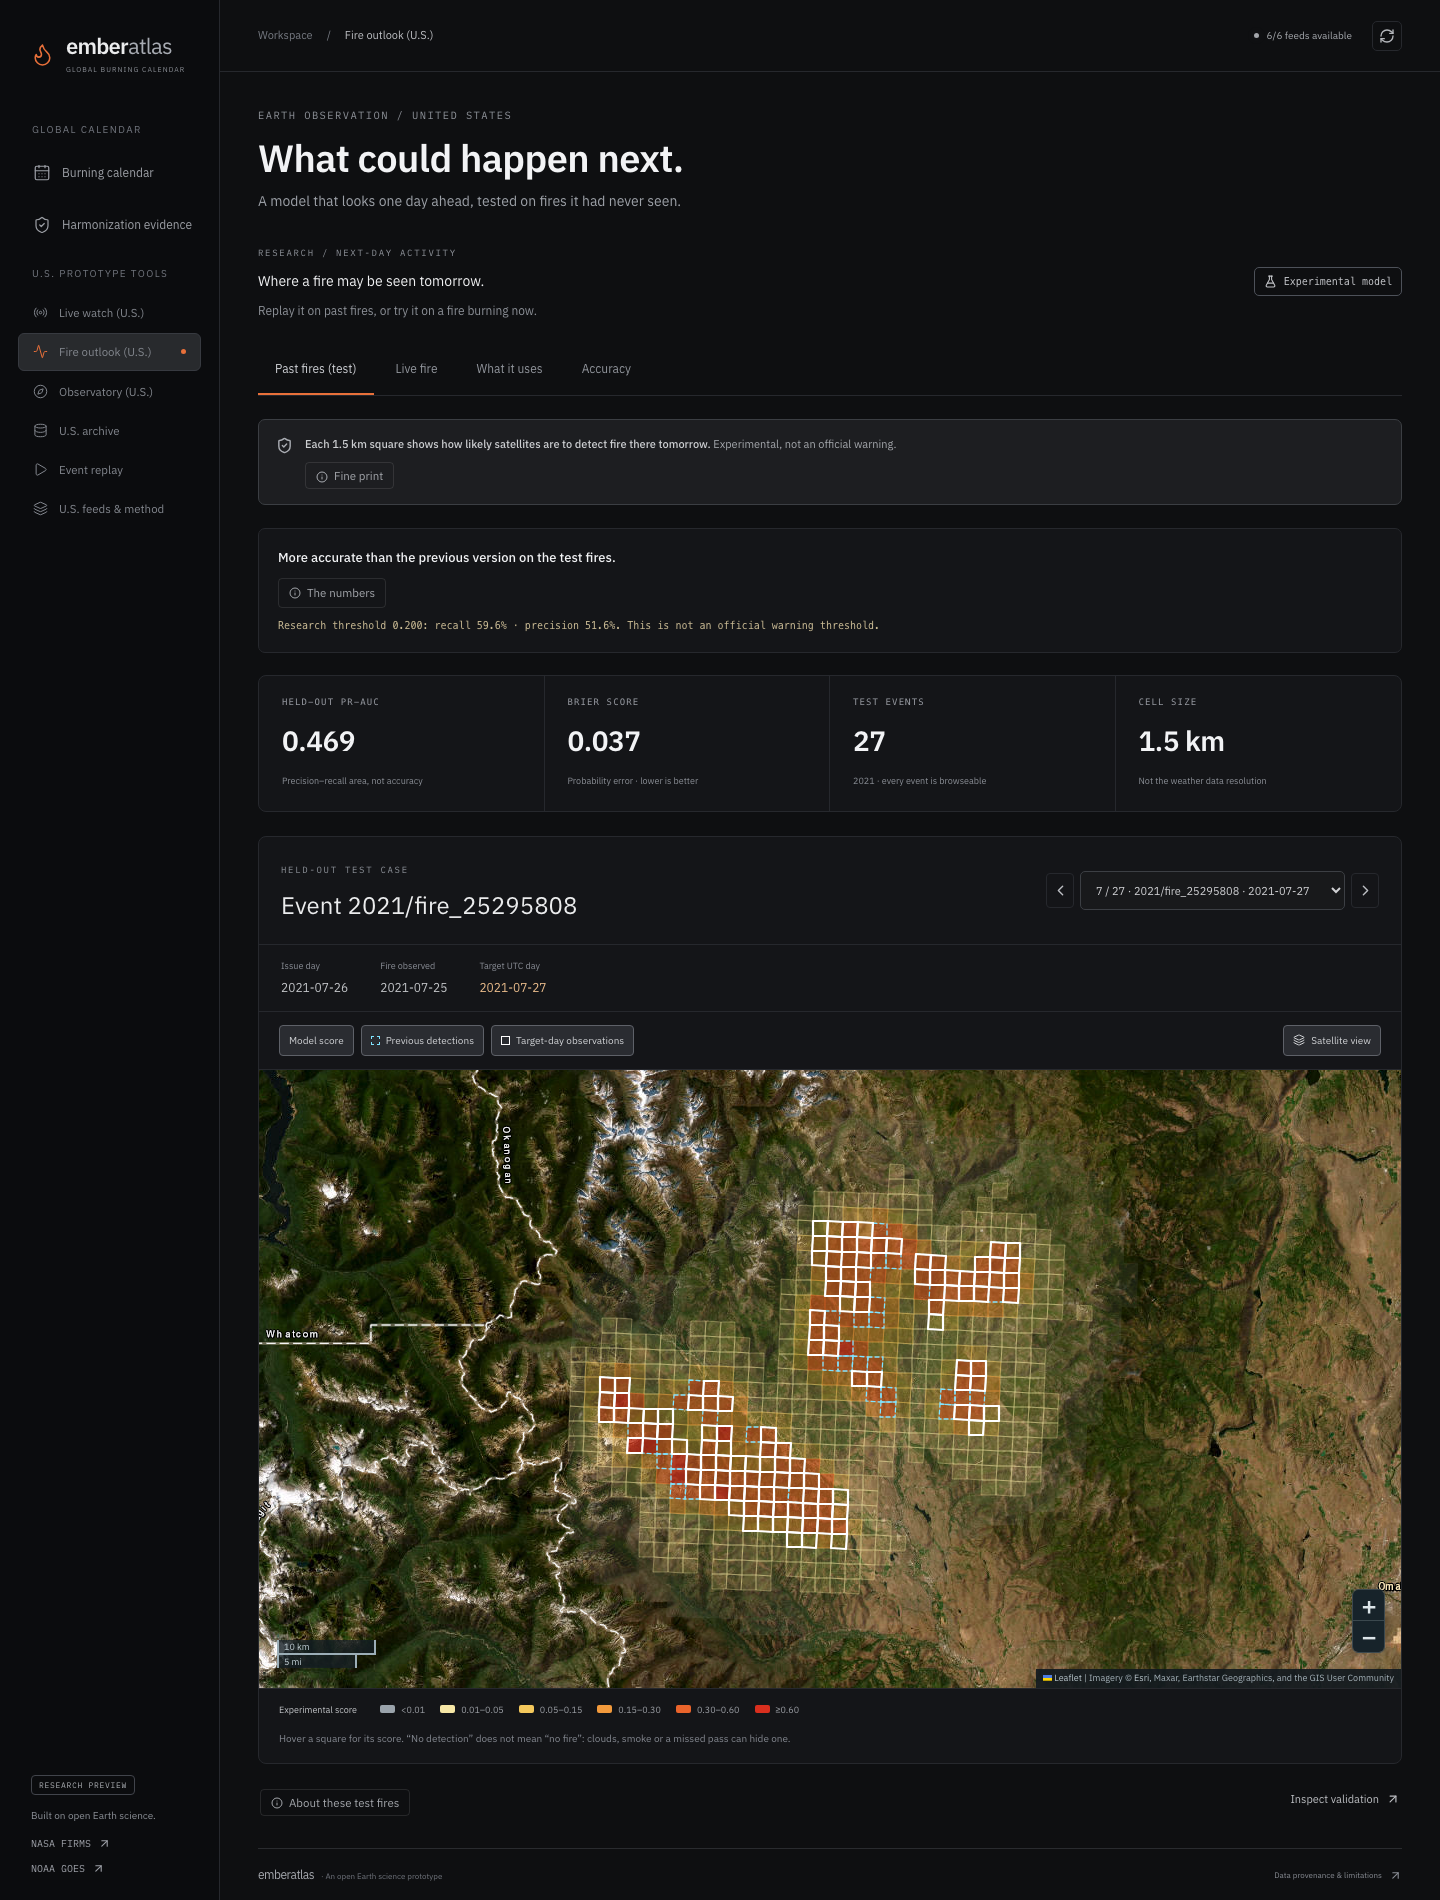 emberatlas
GLOBAL BURNING CALENDAR
GLOBAL CALENDAR
Burning calendar
Harmonization evidence
U.S. PROTOTYPE TOOLS
Live watch (U.S.)
Fire outlook (U.S.)
Observatory (U.S.)
U.S. archive
Event replay
U.S. feeds & method
RESEARCH PREVIEW
Built on open Earth science.
NASA FIRMS
NOAA GOES
Workspace / Fire outlook (U.S.)
6/6 feeds available
EARTH OBSERVATION / UNITED STATES
What could happen next.
A model that looks one day ahead, tested on fires it had never seen.
RESEARCH / NEXT-DAY ACTIVITY
Where a fire may be seen tomorrow.
Replay it on past fires, or try it on a fire burning now.
Experimental model
Past fires (test) Live fire What it uses Accuracy
Each 1.5 km square shows how likely satellites are to detect fire there tomorrow. Experimental, not an official warning.
Fine print
More accurate than the previous version on the test fires.
The numbers
Research threshold 0.200: recall 59.6% · precision 51.6%. This is not an official warning threshold.
HELD-OUT PR-AUC
0.469
Precision–recall area, not accuracy
BRIER SCORE
0.037
Probability error · lower is better
TEST EVENTS
27
2021 · every event is browseable
CELL SIZE
1.5 km
Not the weather data resolution
HELD-OUT TEST CASE
Event 2021/fire_25295808
7 / 27 · 2021/fire_25295808 · 2021-07-27
Issue day
2021-07-26
Fire observed
2021-07-25
Target UTC day
2021-07-27
Model score Previous detections Target-day observations
Satellite view
Okanogan
Whatcom
Oma
+
−
10 km
5 mi
Leaflet | Imagery © Esri, Maxar, Earthstar Geographics, and the GIS User Community
Experimental score <0.01 0.01–0.05 0.05–0.15 0.15–0.30 0.30–0.60 ≥0.60
Hover a square for its score. “No detection” does not mean “no fire”: clouds, smoke or a missed pass can hide one.
About these test fires
Inspect validation
emberatlas · An open Earth science prototype
Data provenance & limitations